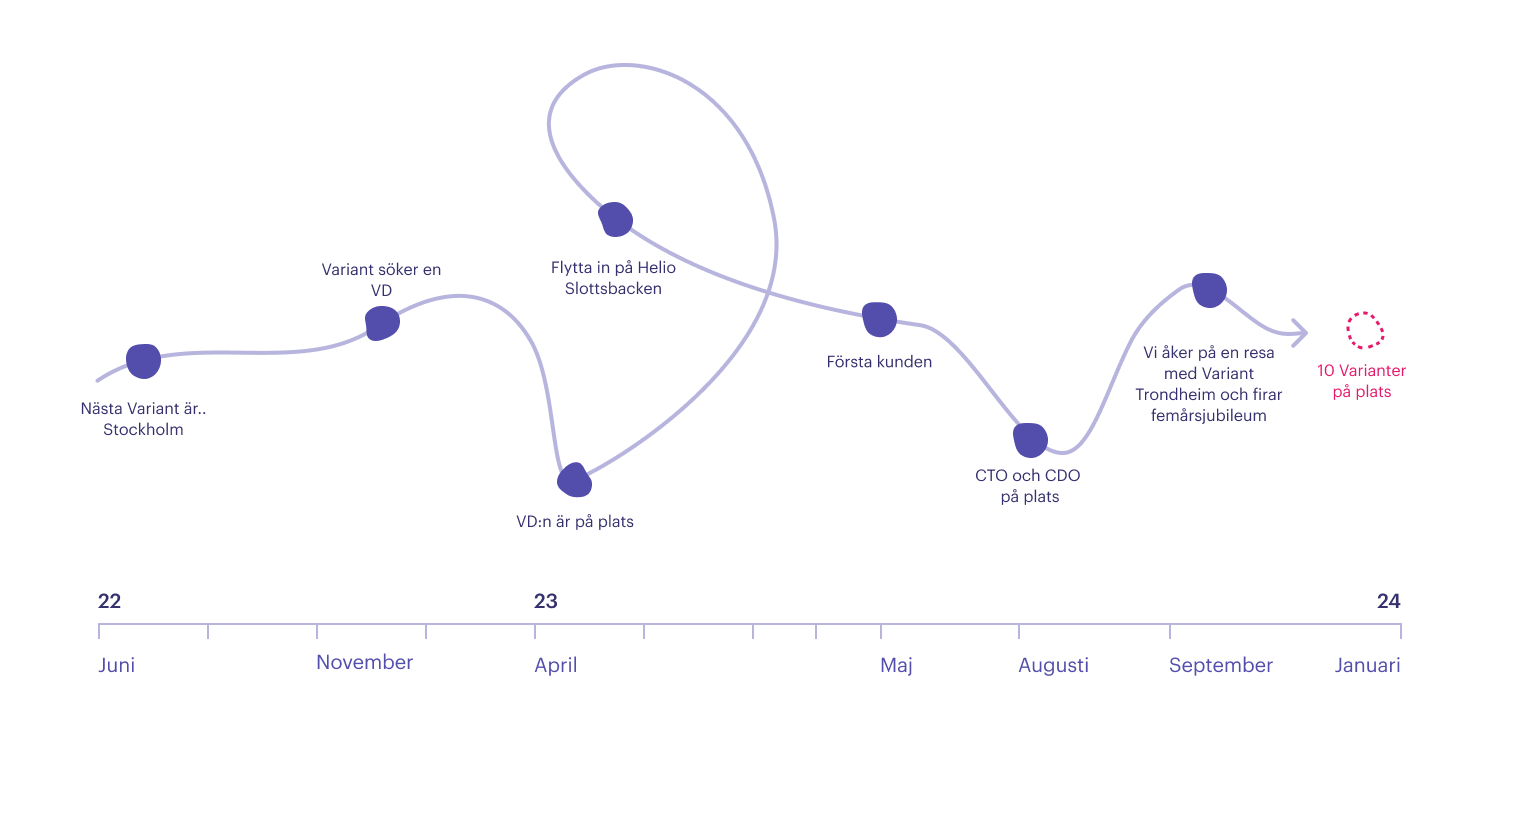 Variant söker en
VD
Flytta in på Helio
Slottsbacken
Nästa Variant är..
Stockholm
Första kunden
Vi åker på en resa
med Variant
Trondheim och firar
femårsjubileum
10 Varianter
på plats
CTO och CDO
på plats
VD:n är på plats
22
23
24
Juni
November
April
Maj
Augusti
September
Januari